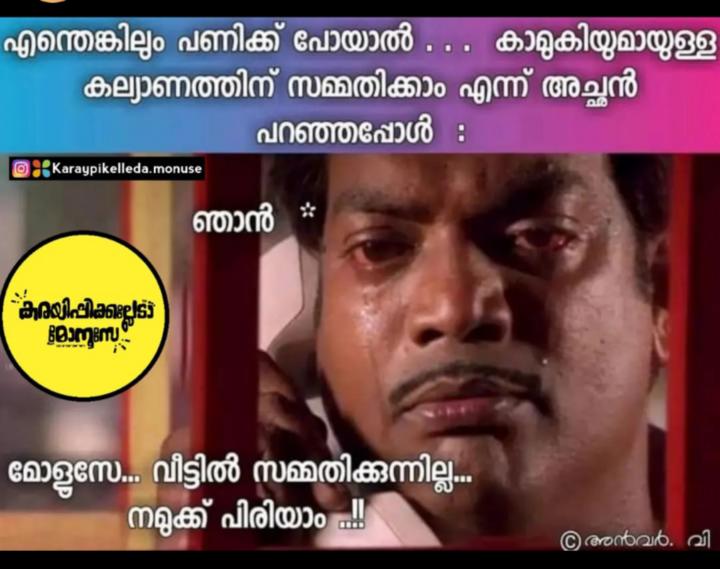 എന്തെങ്കിലും പണിക്ക് പോയാൽ . . . കാമുകിയുമായുള്ള
കല്യാണത്തിന് സമ്മതിക്കാം എന്ന് അച്ഛൻ
പറഞ്ഞപ്പോൾ :
Karaypikelleda.monuse
ഞാൻ *
കരയിപ്പിക്കല്ലേടാ
മോനൂസേ
മോളൂസേ... വീട്ടിൽ സമ്മതിക്കുന്നില്ല...
നമുക്ക് പിരിയാം ..!!
© അൻവർ. വി